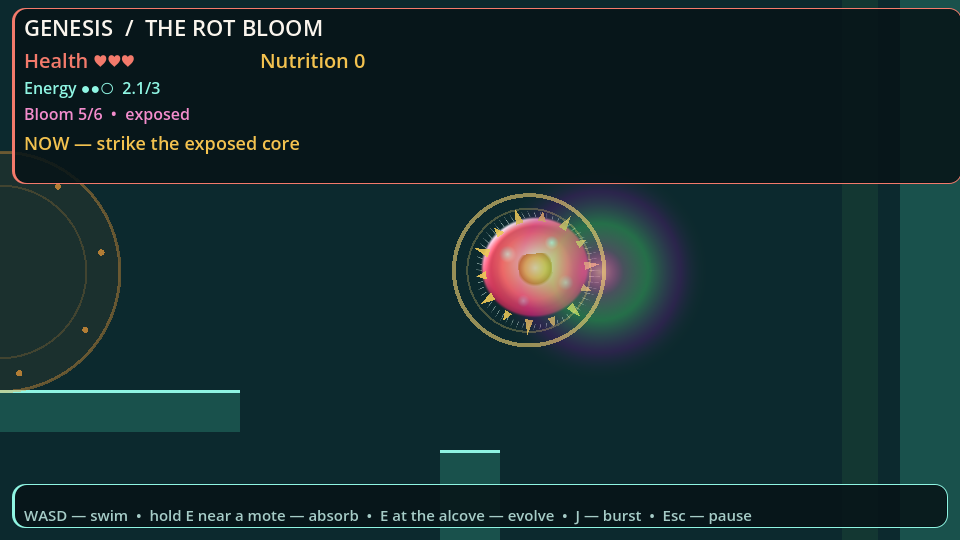 GENESIS / THE ROT BLOOM
Health ♥♥♥ Nutrition 0
Energy ●●○ 2.1/3
Bloom 5/6 • exposed
NOW — strike the exposed core
WASD — swim • hold E near a mote — absorb • E at the alcove — evolve • J — burst • Esc — pause